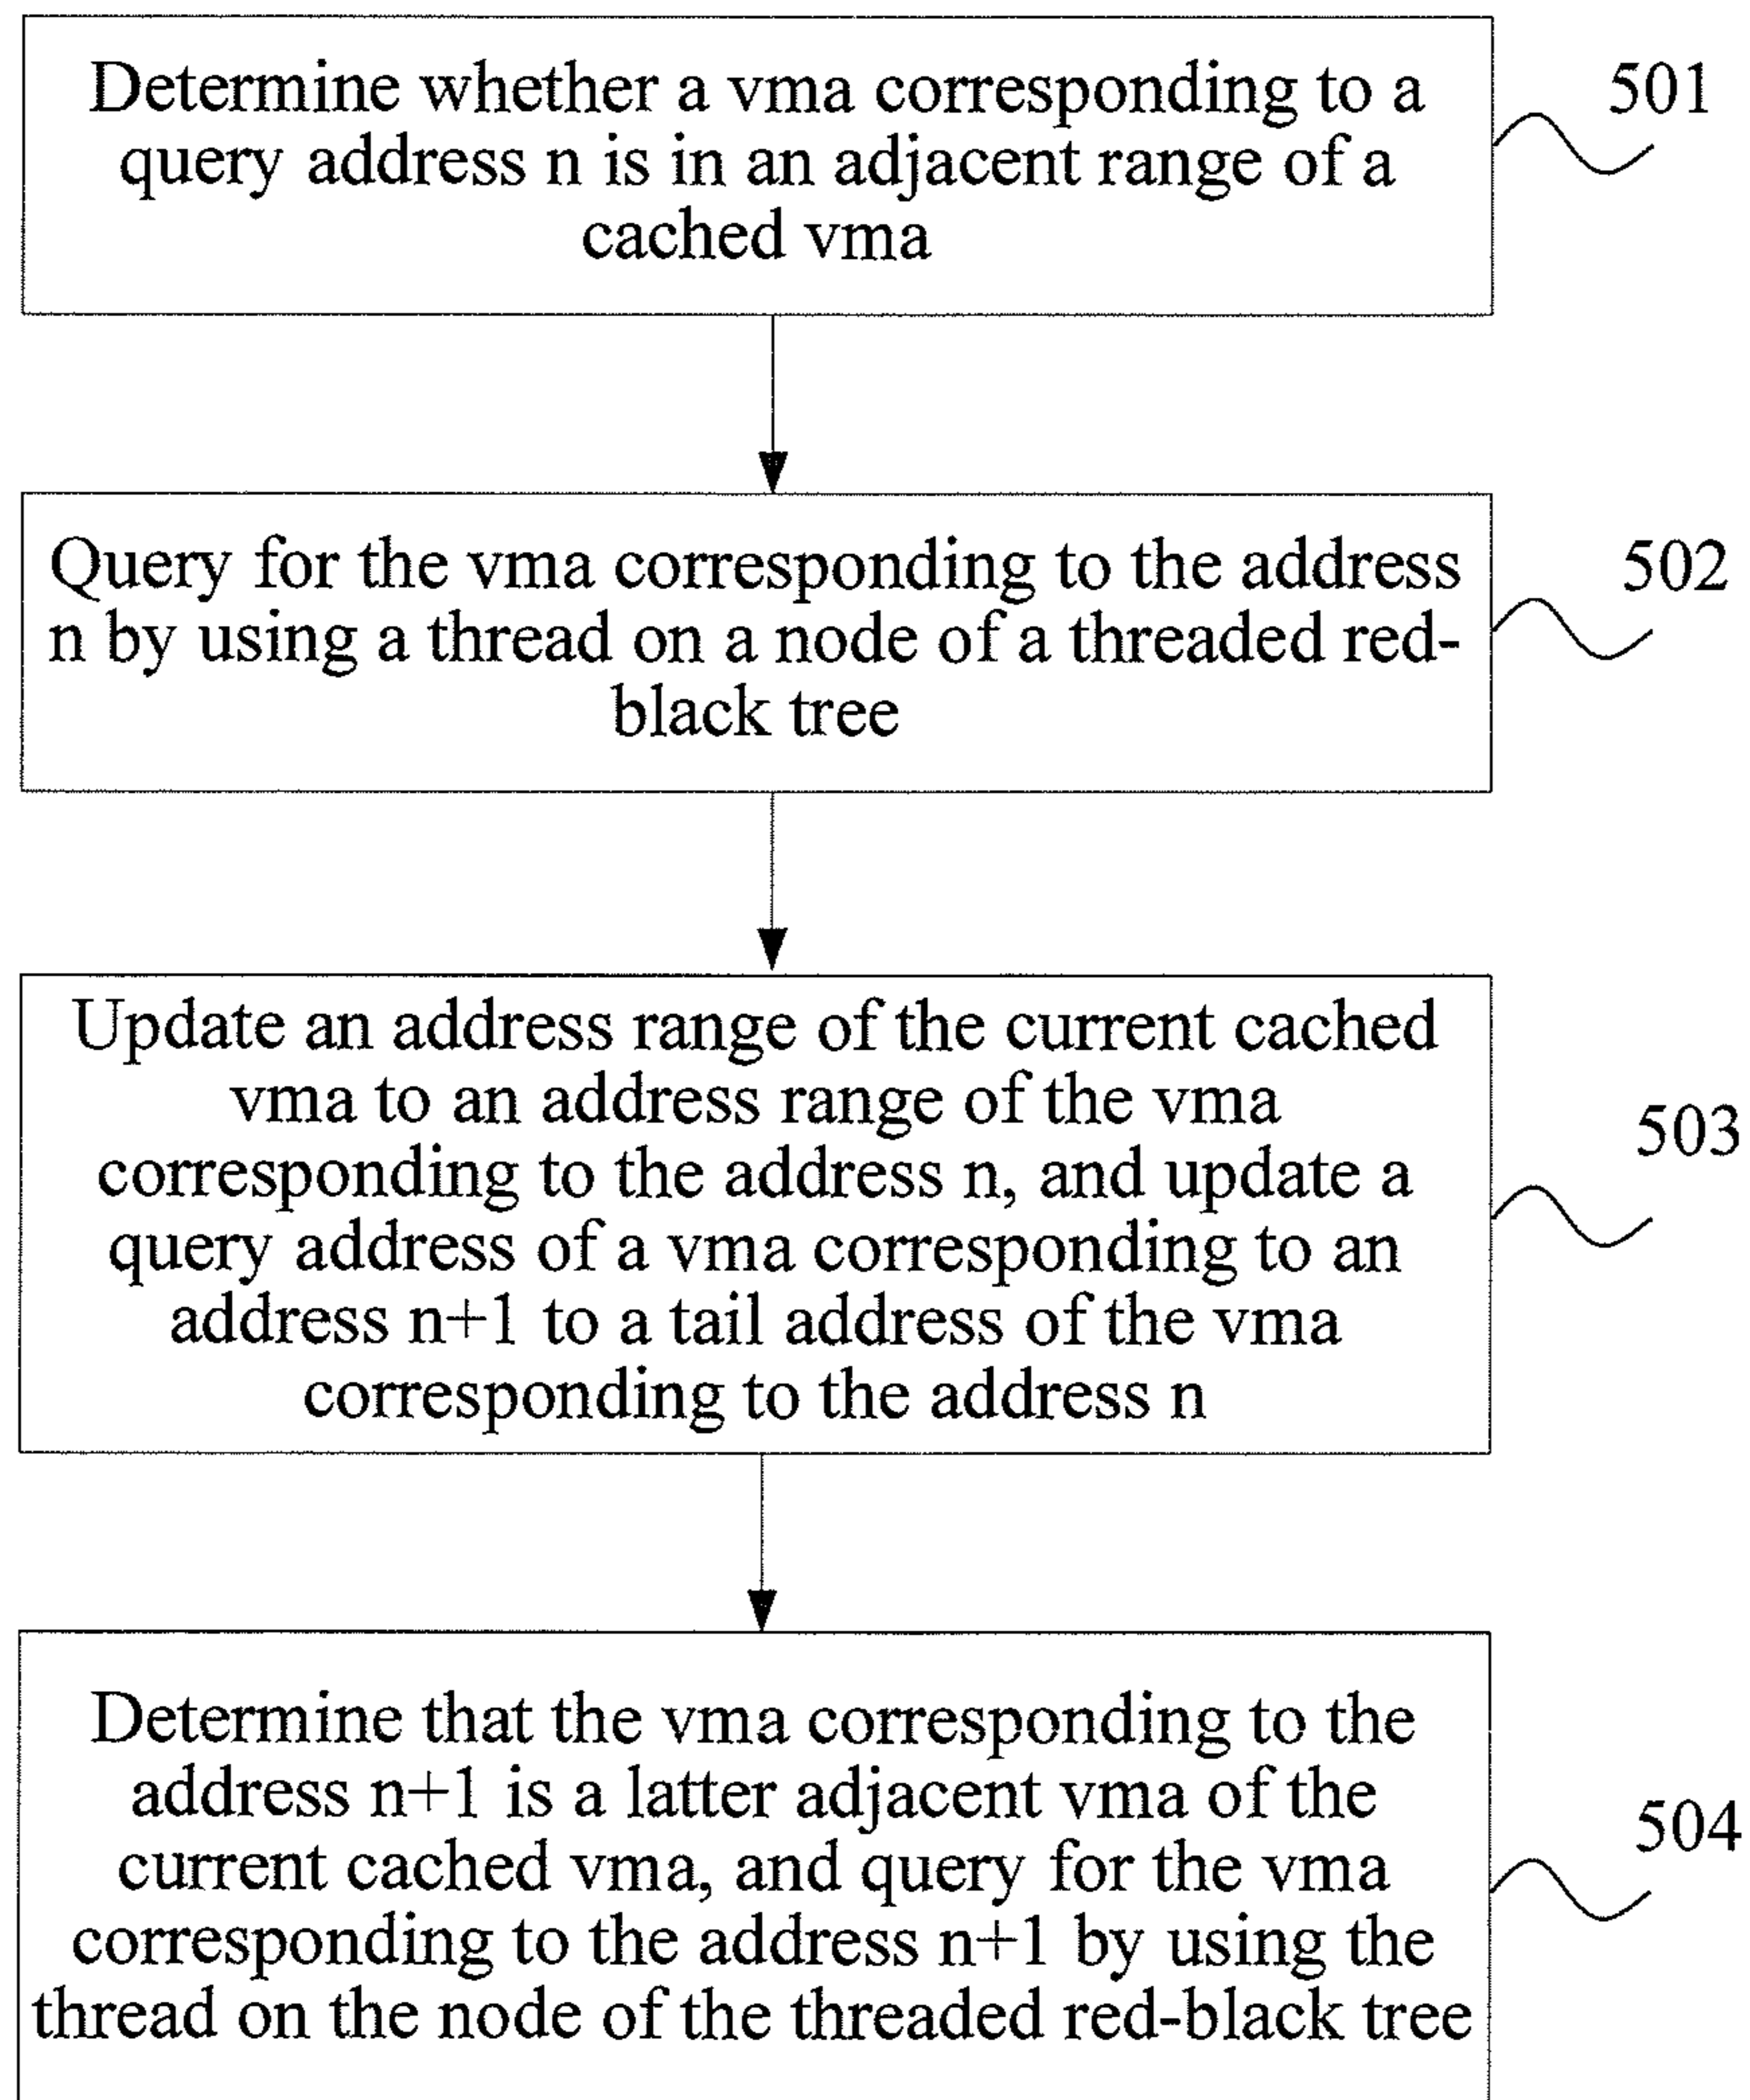 Determine whether a vma corresponding to a
query address n is in an adjacent range of a
cached vma
501
Query for the vma corresponding to the address
n by using a thread on a node of a threaded red-
black tree
502
Update an address range of the current cached
vma to an address range of the vma
corresponding to the address n, and update a
query address of a vma corresponding to an
address n+1 to a tail address of the vma
corresponding to the address n
503
Determine that the vma corresponding to the
address n+1 is a latter adjacent vma of the
current cached vma, and query for the vma
corresponding to the address n+1 by using the
thread on the node of the threaded red-black tree
504